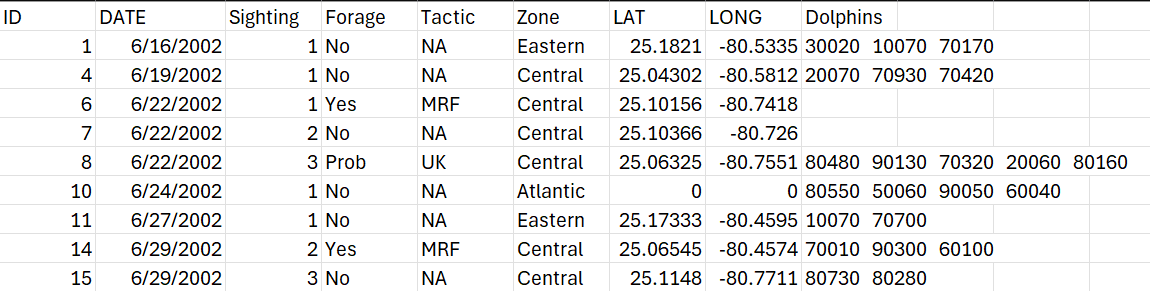 ID DATE Sighting Forage Tactic Zone LAT LONG Dolphins
1 6/16/2002 1 No NA Eastern 25.1821 -80.5335 30020 10070 70170
4 6/19/2002 1 No NA Central 25.04302 -80.5812 20070 70930 70420
6 6/22/2002 1 Yes MRF Central 25.10156 -80.7418
7 6/22/2002 2 No NA Central 25.10366 -80.726
8 6/22/2002 3 Prob UK Central 25.06325 -80.7551 80480 90130 70320 20060 80160
10 6/24/2002 1 No NA Atlantic 0 0 80550 50060 90050 60040
11 6/27/2002 1 No NA Eastern 25.17333 -80.4595 10070 70700
14 6/29/2002 2 Yes MRF Central 25.06545 -80.4574 70010 90300 60100
15 6/29/2002 3 No NA Central 25.1148 -80.7711 80730 80280